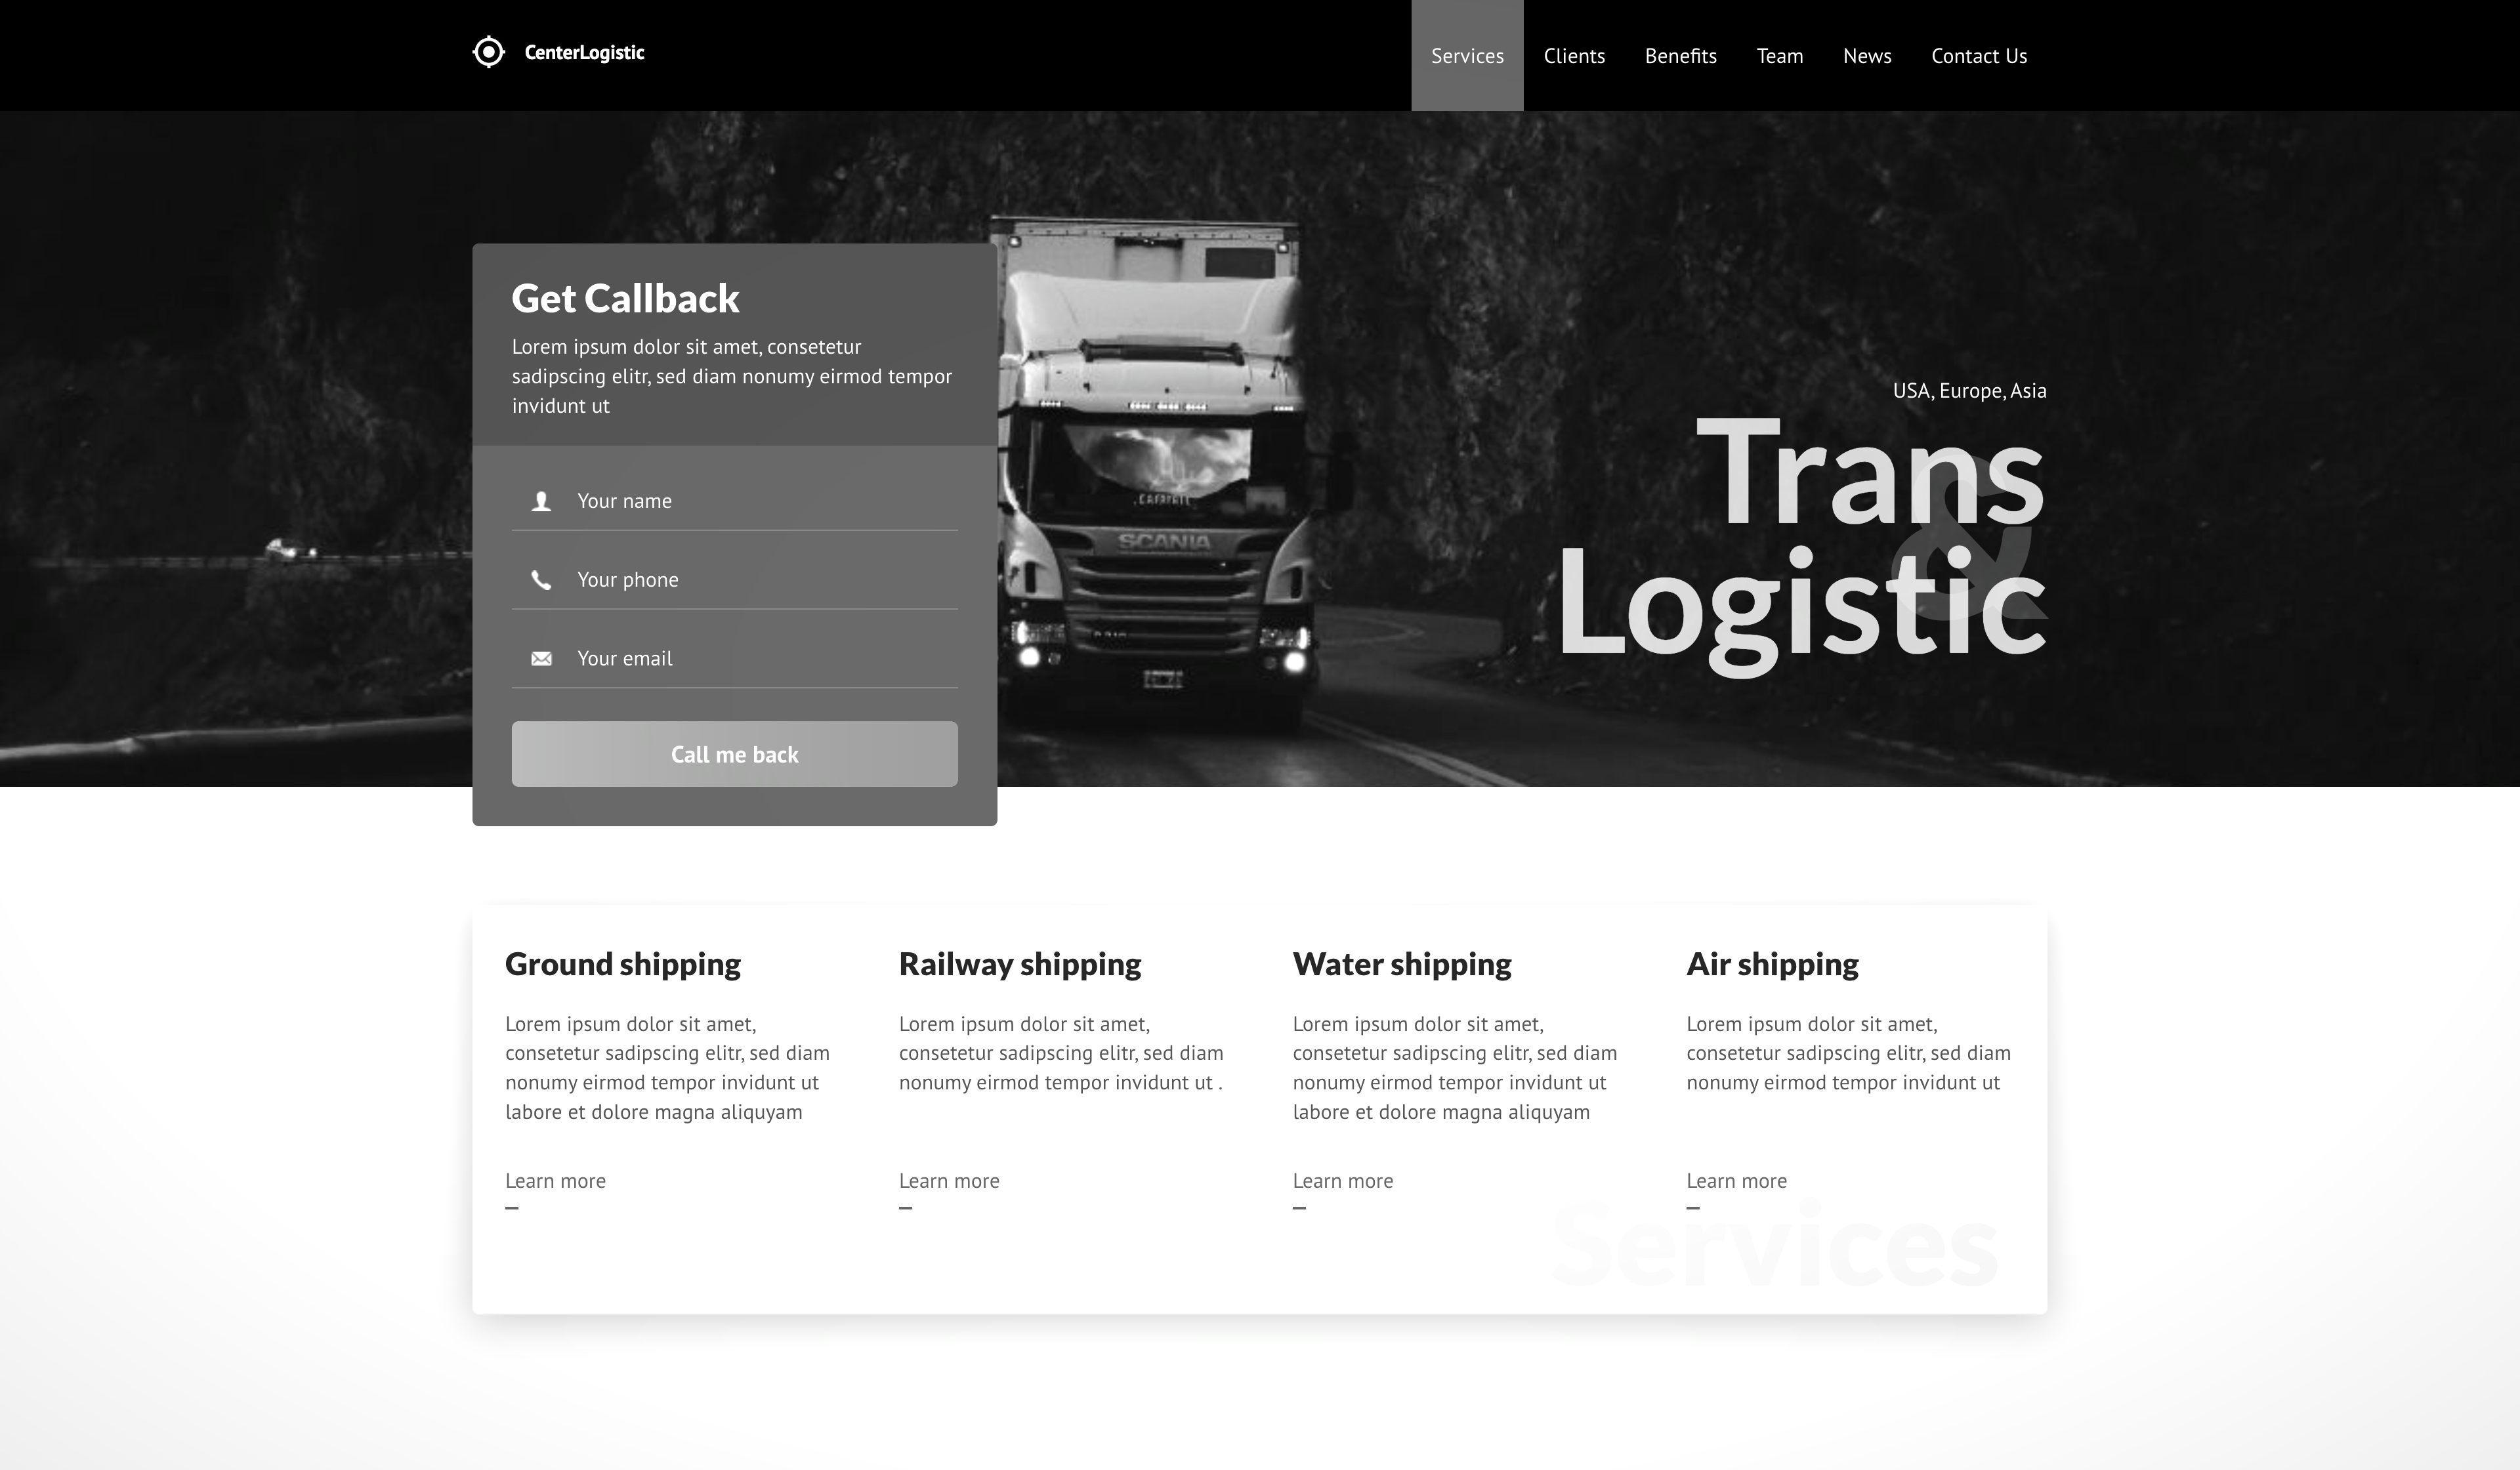 CenterLogistic
Services
Clients
Benefits
Team
News
Contact Us
Get Callback
Lorem ipsum dolor sit amet, consetetur
sadipscing elitr, sed diam nonumy eirmod tempor
invidunt ut
Your name
Your phone
Your email
Call me back
SCANIA
USA, Europe, Asia
Trans
&
Logistic
Ground shipping
Lorem ipsum dolor sit amet,
consetetur sadipscing elitr, sed diam
nonumy eirmod tempor invidunt ut
labore et dolore magna aliquyam
Learn more
Railway shipping
Lorem ipsum dolor sit amet,
consetetur sadipscing elitr, sed diam
nonumy eirmod tempor invidunt ut .
Learn more
Water shipping
Lorem ipsum dolor sit amet,
consetetur sadipscing elitr, sed diam
nonumy eirmod tempor invidunt ut
labore et dolore magna aliquyam
Learn more
Air shipping
Lorem ipsum dolor sit amet,
consetetur sadipscing elitr, sed diam
nonumy eirmod tempor invidunt ut
Learn more
Services